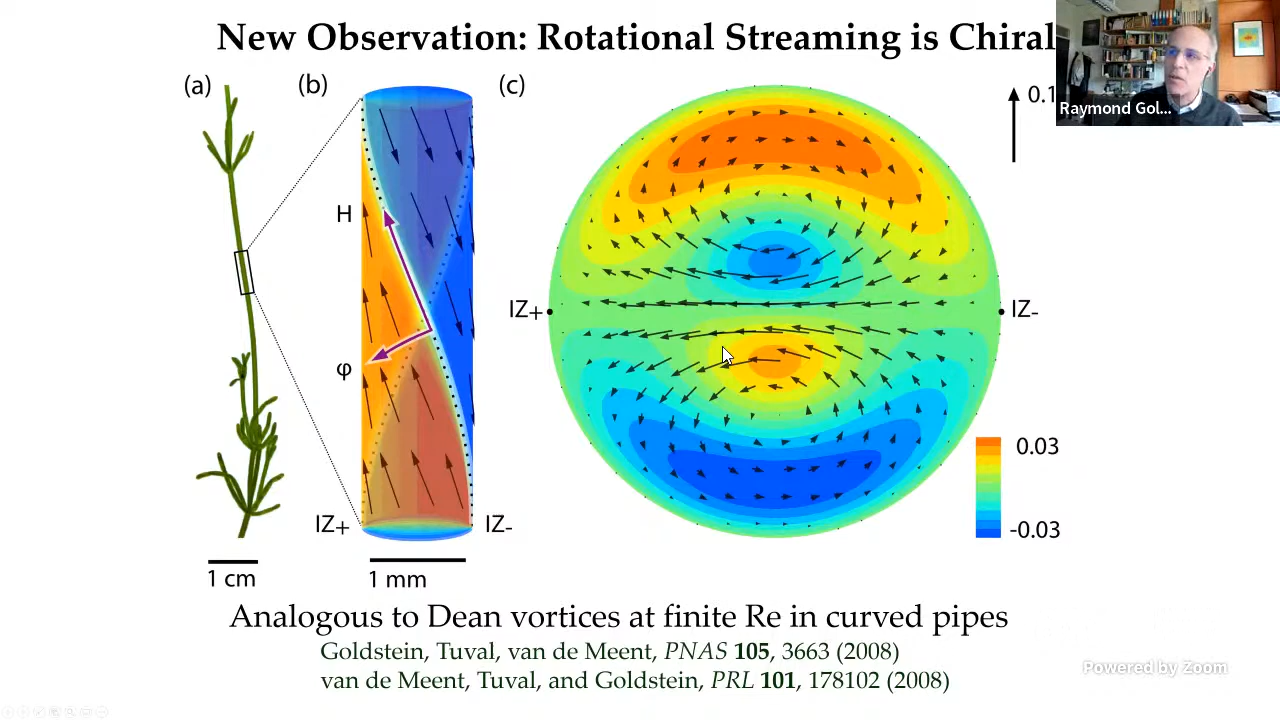 New Observation: Rotational Streaming is Chiral
Raymond Gol...
(a)
(b)
(c)
0.1
H
φ
IZ+
IZ-
IZ+
IZ-
0.03
-0.03
1 cm
1 mm
Analogous to Dean vortices at finite Re in curved pipes
Goldstein, Tuval, van de Meent, PNAS 105, 3663 (2008)
van de Meent, Tuval, and Goldstein, PRL 101, 178102 (2008)
Powered by Zoom